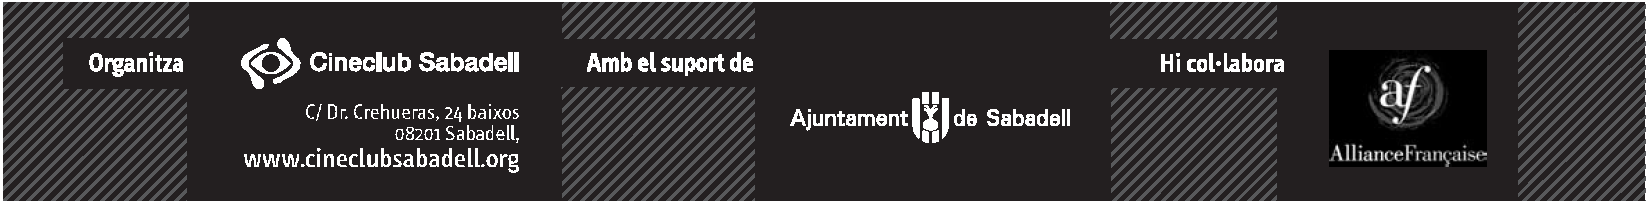 Organitza
Cineclub Sabadell
C/ Dr. Crehueras, 24 baixos
08201 Sabadell,
www.cineclubsabadell.org
Amb el suport de
Ajuntament de Sabadell
Hi col·labora
af
AllianceFrançaise